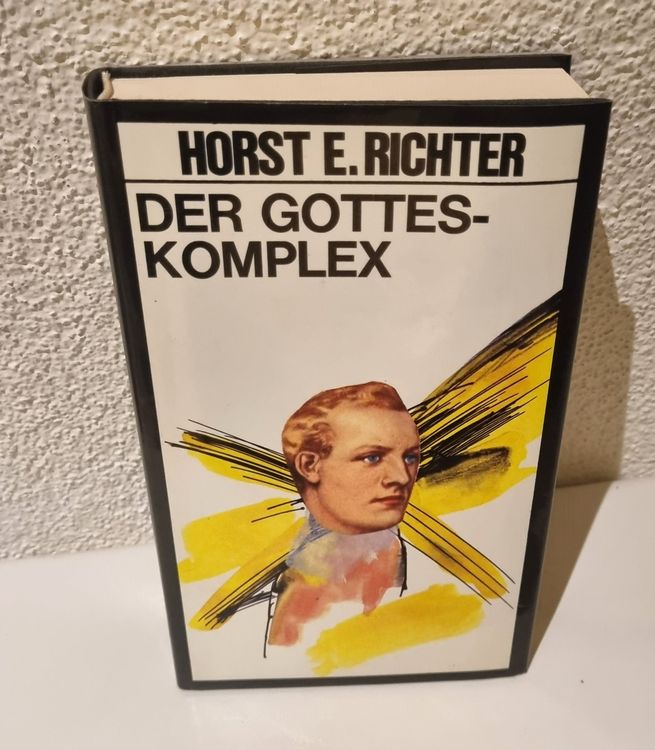 HORST E. RICHTER
DER GOTTES-
KOMPLEX